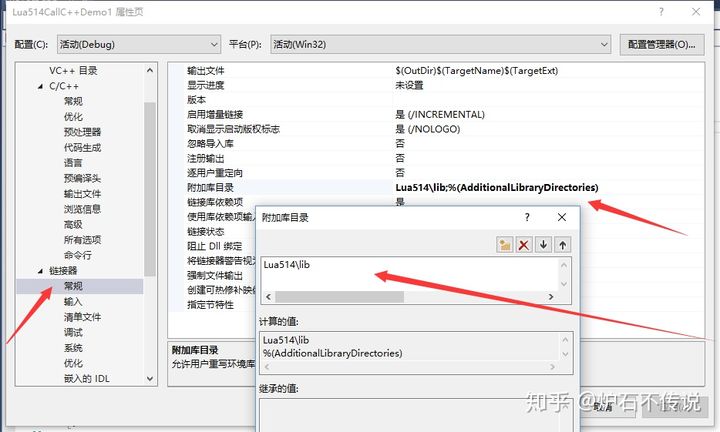 Lua514CallC++Demo1 属性页
配置(C): 活动(Debug) 平台(P): 活动(Win32) 配置管理器(O)...
VC++ 目录
C/C++
常规
优化
预处理器
代码生成
语言
预编译头
输出文件
浏览信息
高级
所有选项
命令行
链接器
常规
输入
清单文件
调试
系统
优化
嵌入的 IDL
输出文件 $(OutDir)$(TargetName)$(TargetExt)
显示进度 未设置
版本
启用增量链接 是 (/INCREMENTAL)
取消显示启动版权标志 是 (/NOLOGO)
忽略导入库 否
注册输出 否
逐用户重定向 否
附加库目录 Lua514\lib;%(AdditionalLibraryDirectories)
链接库依赖项 是
使用库依赖项输入
链接状态
阻止 Dll 绑定
将链接器警告视为
强制文件输出
创建可热修补映像
指定节特性
附加库目录
允许用户重写环境库
附加库目录
Lua514\lib
计算的值:
Lua514\lib
%(AdditionalLibraryDirectories)
继承的值:
取消
知乎 @炉石不传说